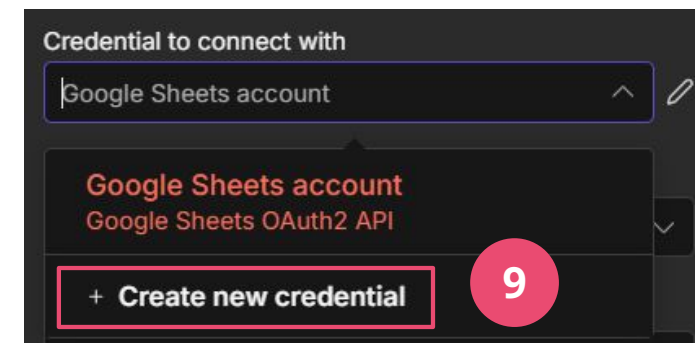 Credential to connect with
Google Sheets account
Google Sheets account
Google Sheets OAuth2 API
+ Create new credential
9